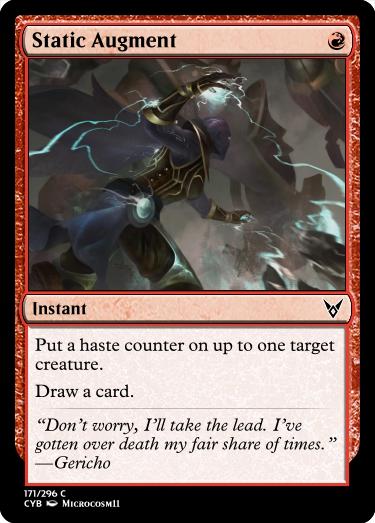 Static Augment
Instant
Put a haste counter on up to one target
creature.
Draw a card.
“Don’t worry, I’ll take the lead. I’ve
gotten over death my fair share of times.”
—Gericho
171/296 C
CYB Microcosm11